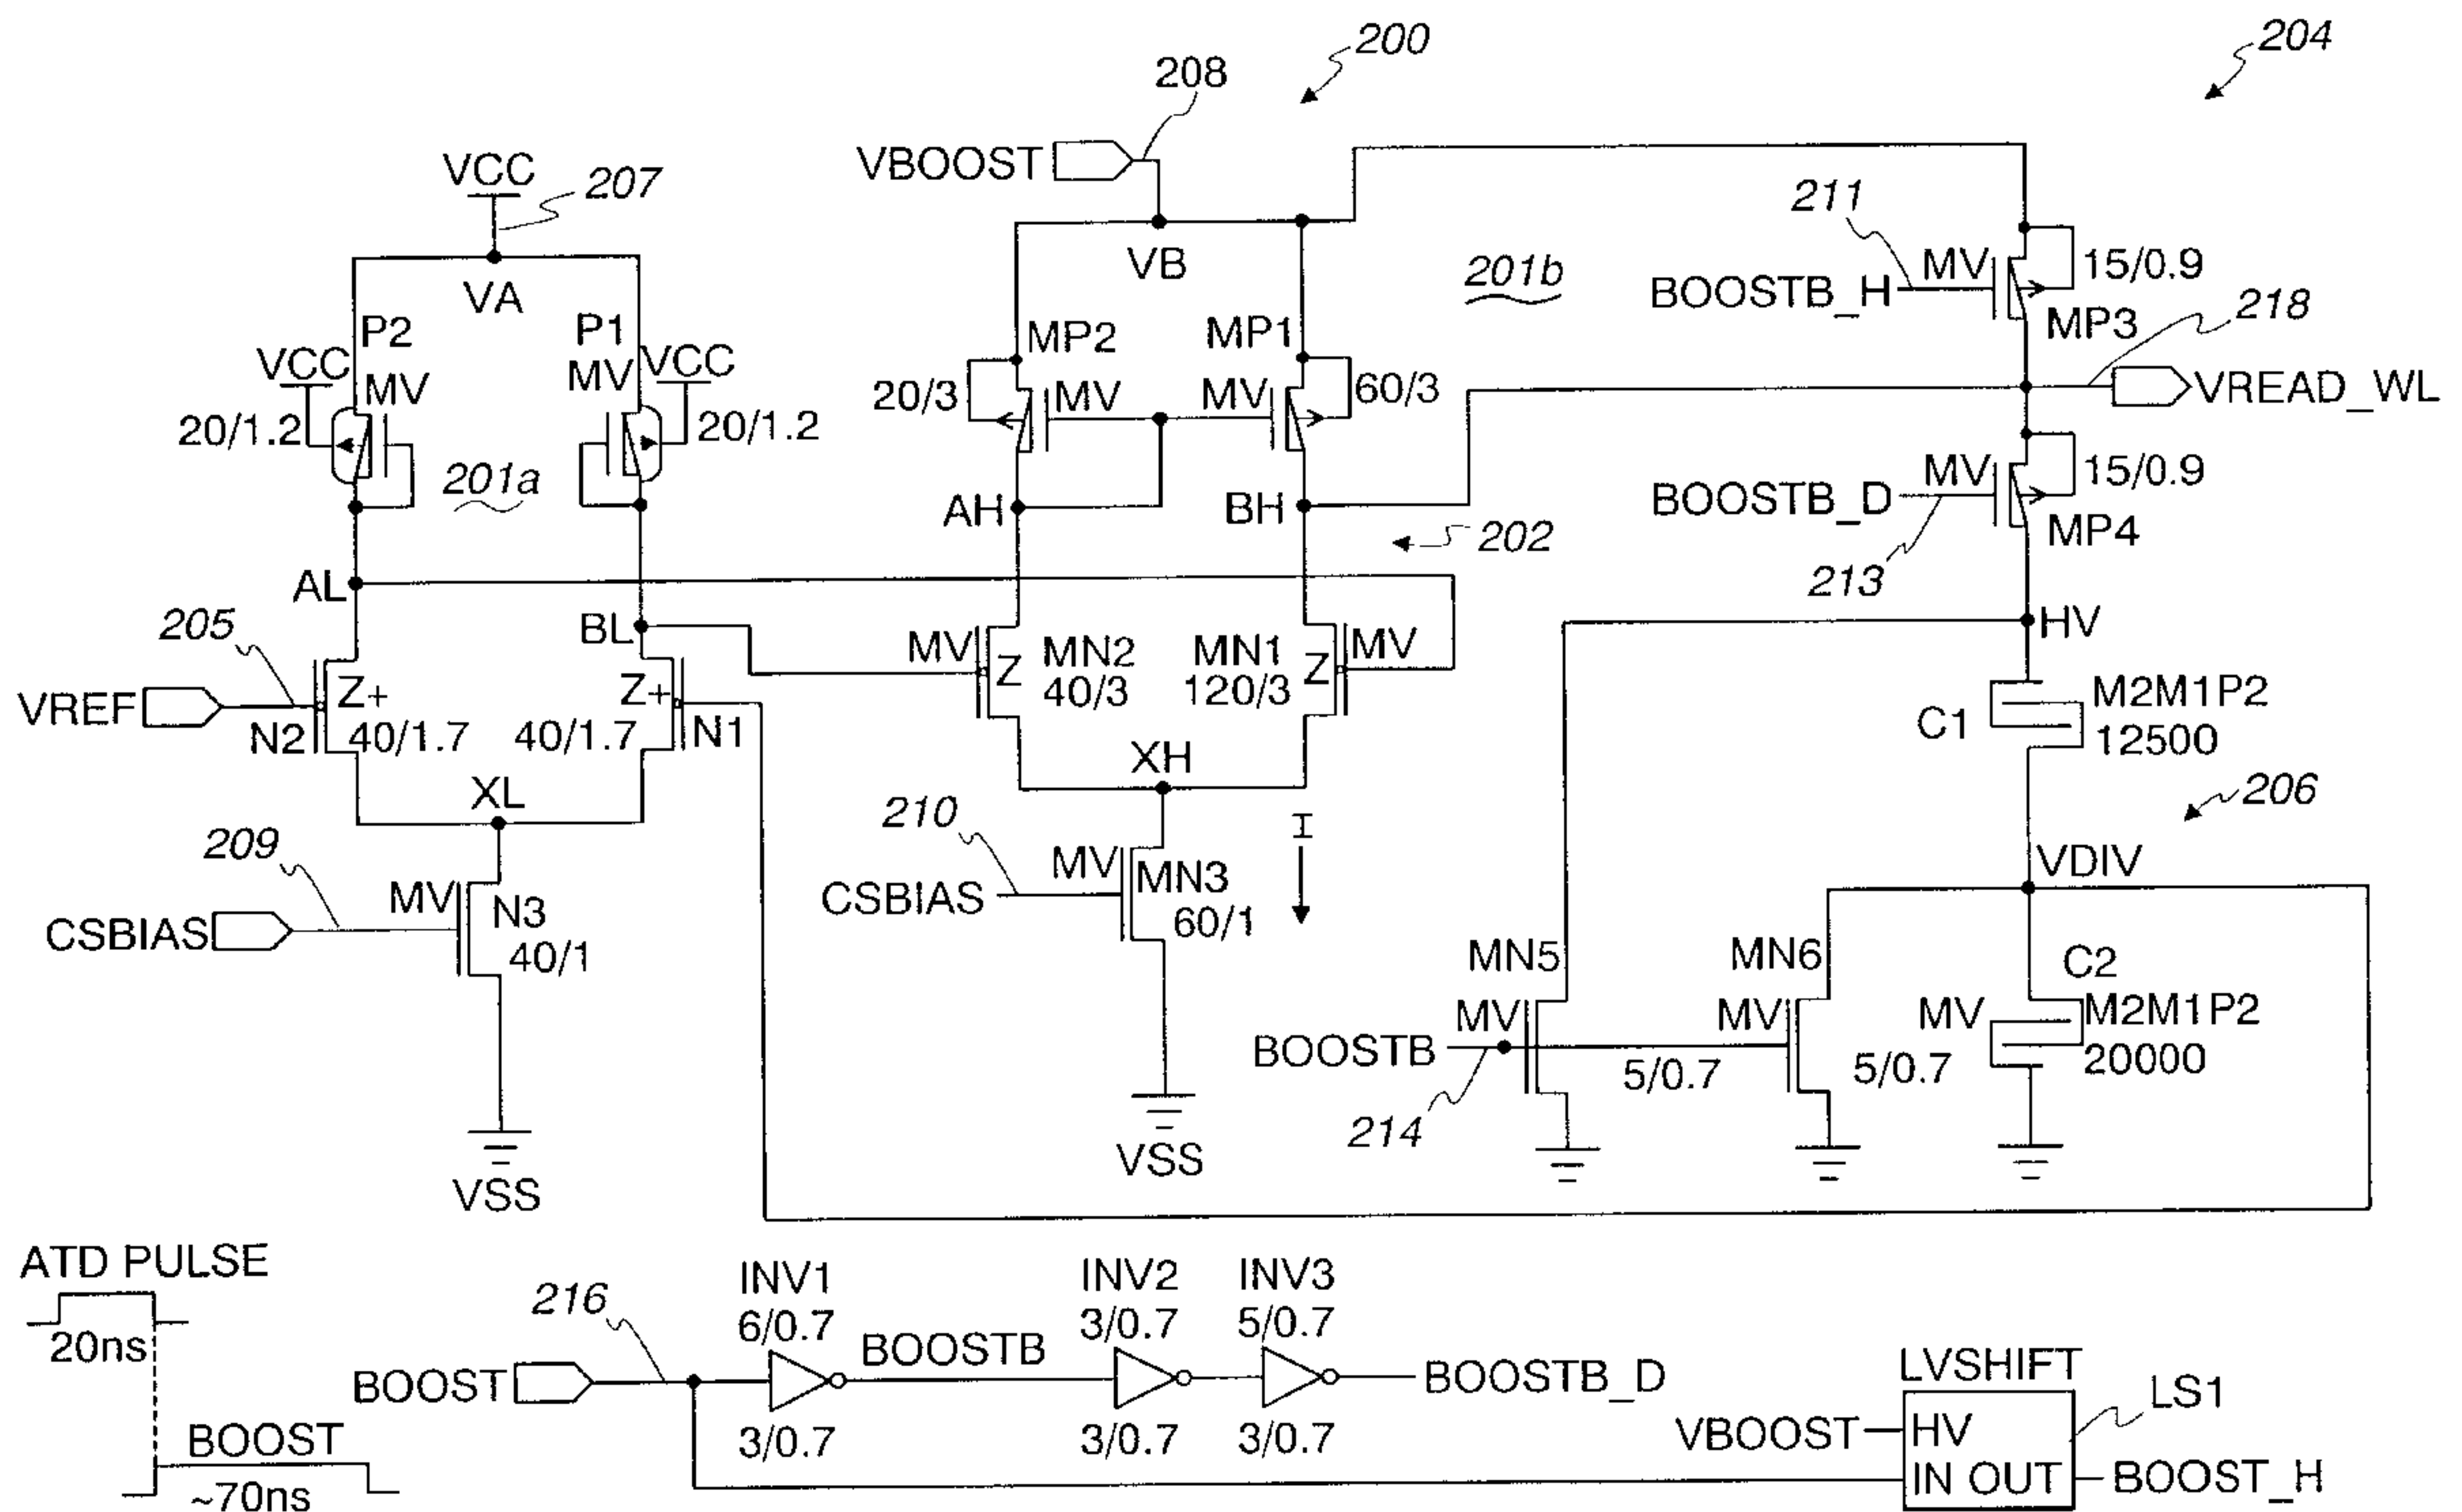 200
204
208
VBOOST
VCC
207
211
VB
201b
MV
15/0.9
BOOSTB_H
VA
MP3
218
P2
P1
MP2
MP1
VCC
MV
MV
VCC
20/3
MV
MV
60/3
VREAD_WL
20/1.2
20/1.2
201a
MV
15/0.9
BOOSTB_D
AH
BH
MP4
202
213
AL
205
BL
HV
MV
Z
MN2
40/3
MN1
120/3
Z
MV
VREF
Z+
N2
40/1.7
Z+
40/1.7
N1
C1
M2M1P2
12500
XH
XL
210
I
206
209
VDIV
MV
MN3
60/1
CSBIAS
MV
N3
40/1
CSBIAS
MN5
MN6
C2
MV
MV
MV
M2M1P2
20000
BOOSTB
5/0.7
5/0.7
214
VSS
VSS
ATD PULSE
20ns
BOOST
~70ns
216
BOOST
INV1
6/0.7
3/0.7
BOOSTB
INV2
3/0.7
3/0.7
INV3
5/0.7
3/0.7
BOOSTB_D
LVSHIFT
LS1
VBOOST
HV
IN OUT
BOOST_H